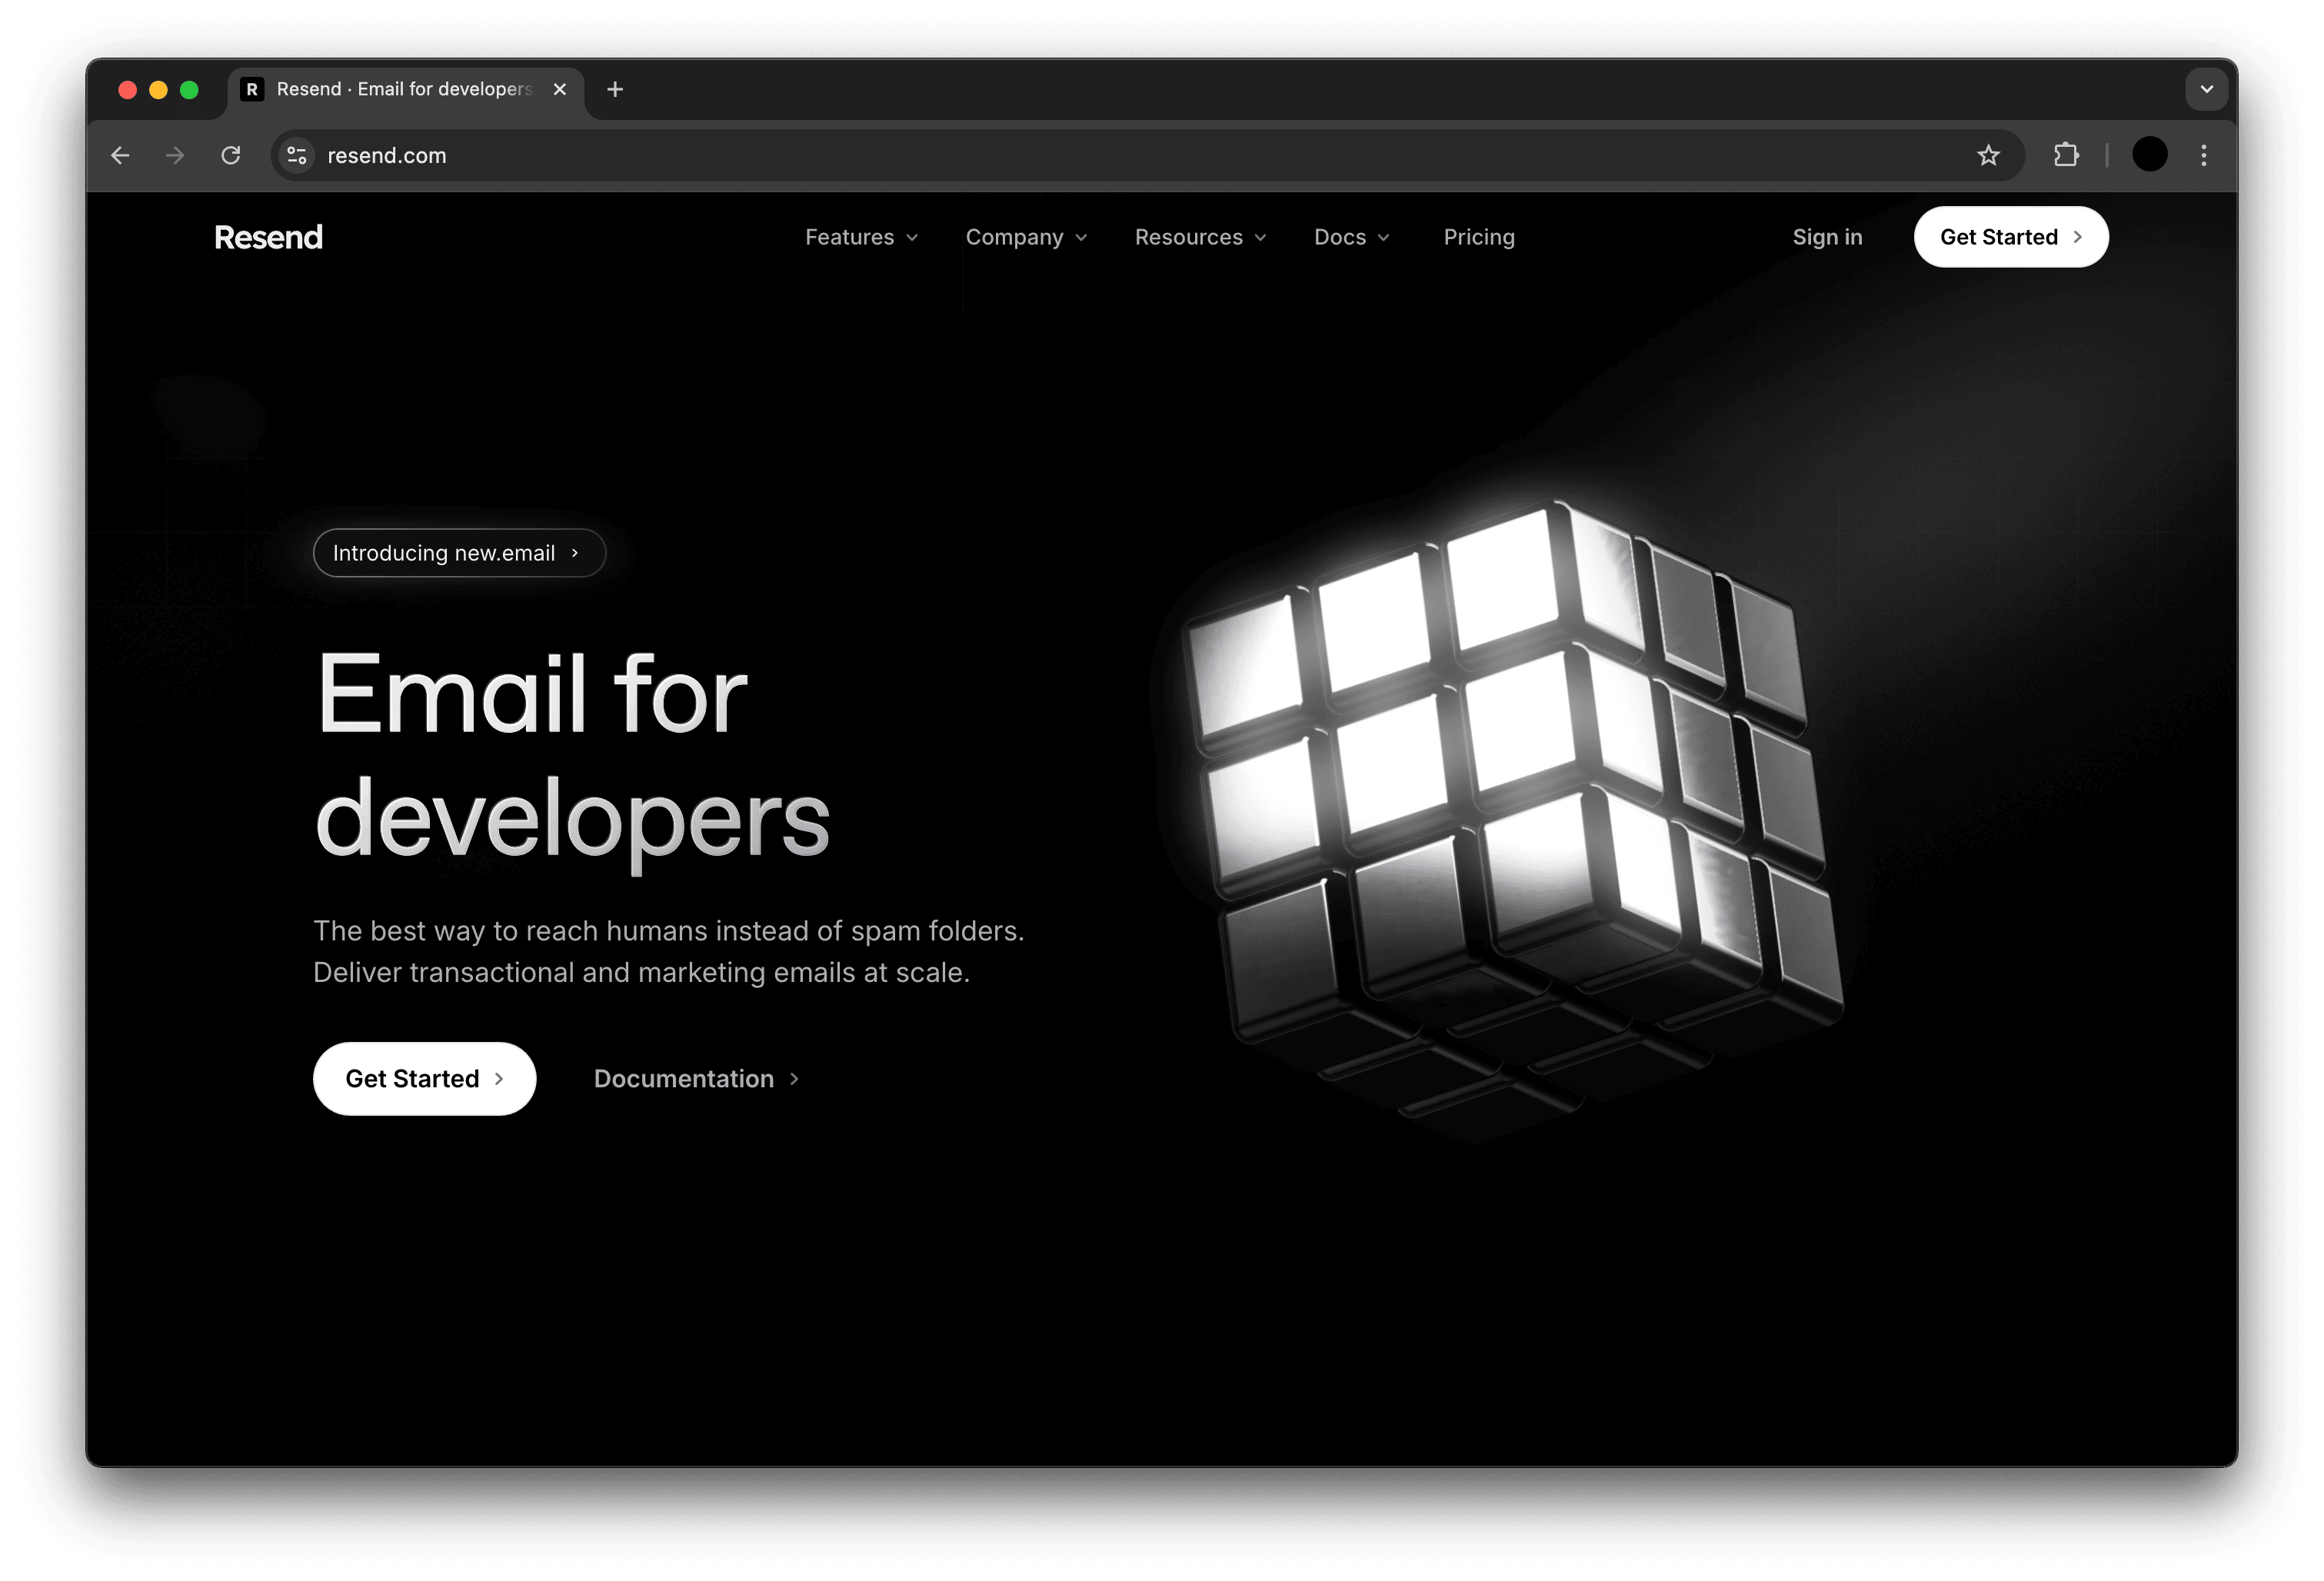 R Resend · Email for developers
resend.com
Resend Features Company Resources Docs Pricing Sign in Get Started
Introducing new.email
Email for
developers
The best way to reach humans instead of spam folders.
Deliver transactional and marketing emails at scale.
Get Started Documentation